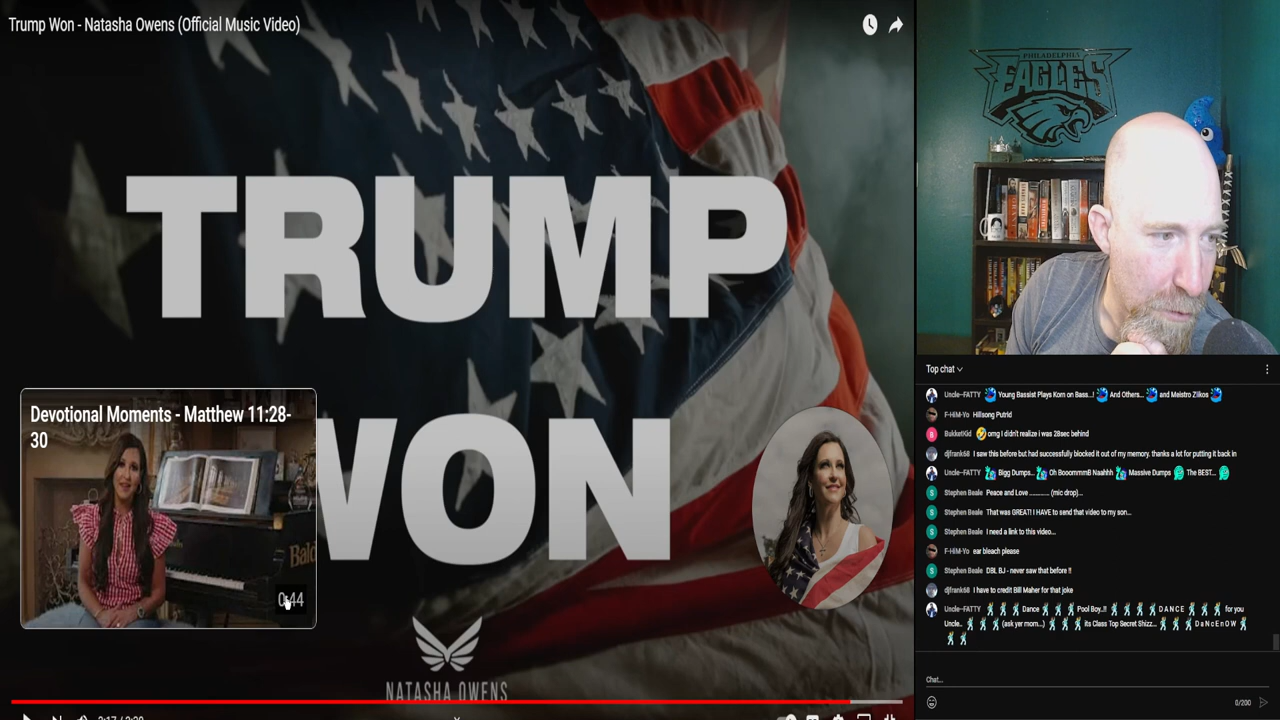 Trump Won - Natasha Owens (Official Music Video)
TRUMP
WON
Devotional Moments - Matthew 11:28-
30
0:44
NATASHA OWENS
PHILADELPHIA
EAGLES
Top chat
Uncle-FATTY Young Bassist Plays Korn on Bass...! And Others... and Meistro Zlikos
F-HiM-Yo Hillsong Putrid
BukketKid 🤣 omg I didn't realize i was 28sec behind
djfrank68 I saw this before but had successfully blocked it out of my memory. thanks a lot for putting it back in
Uncle-FATTY Bigg Dumps... Oh BooommmB Naahhh Massive Dumps The BEST...
Stephen Beale Peace and Love ............. (mic drop)...
Stephen Beale That was GREAT! I HAVE to send that video to my son...
Stephen Beale I need a link to this video...
F-HiM-Yo ear bleach please
Stephen Beale DBL BJ - never saw that before !!
djfrank68 I have to credit Bill Maher for that joke
Uncle-FATTY Dance Pool Boy..!! D A N C E for you
Uncle.. (ask yer mom...) its Class Top Secret Shizz... D a N c E n O W
Chat...
0/200